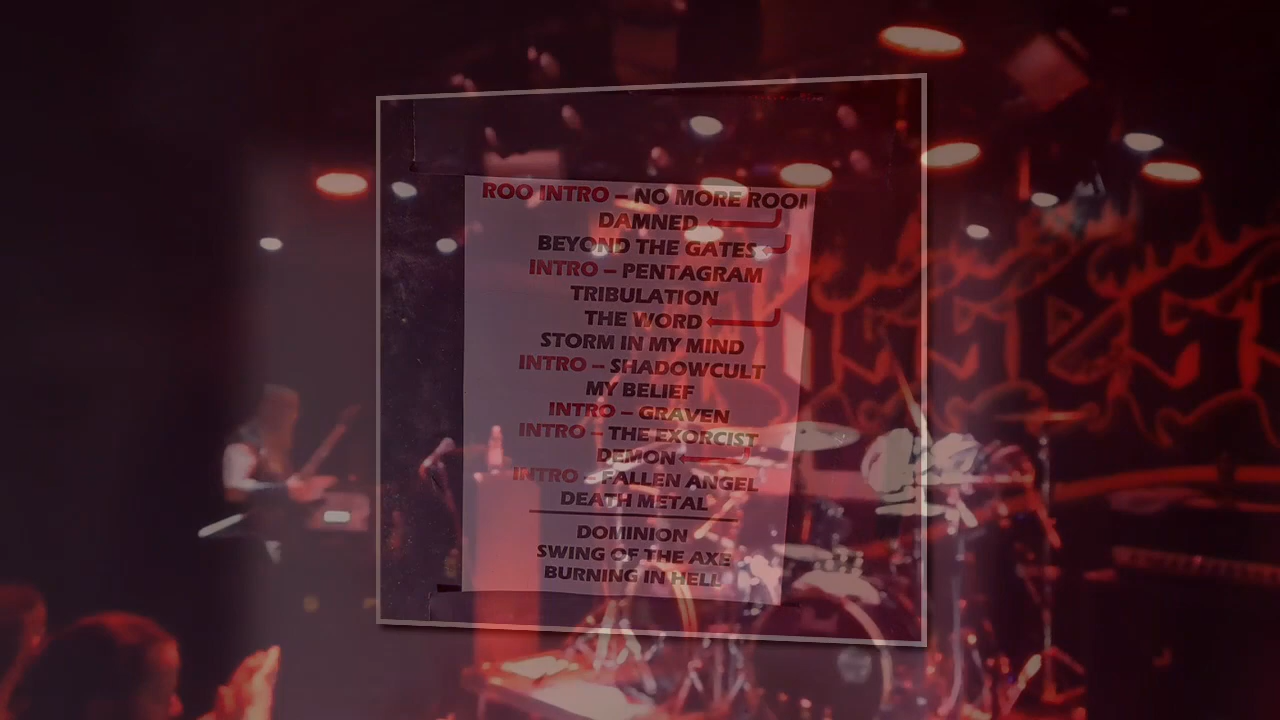 ROO INTRO – NO MORE ROOM
DAMNED
BEYOND THE GATES
INTRO – PENTAGRAM
TRIBULATION
THE WORD
STORM IN MY MIND
INTRO – SHADOWCULT
MY BELIEF
INTRO – GRAVEN
INTRO – THE EXORCIST
DEMON
INTRO – FALLEN ANGEL
DEATH METAL
DOMINION
SWING OF THE AXE
BURNING IN HELL